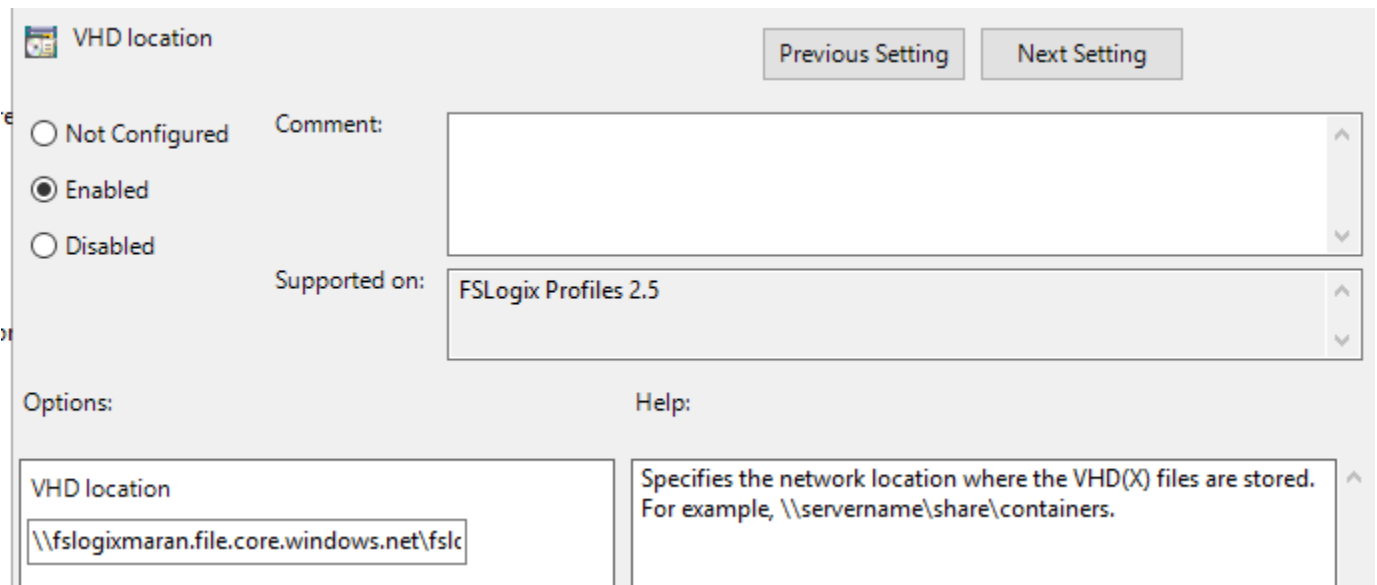 VHD location
Previous Setting
Next Setting
Not Configured
Comment:
Enabled
Disabled
Supported on:
FSLogix Profiles 2.5
Options:
Help:
VHD location
\\fslogixmaran.file.core.windows.net\fslc
Specifies the network location where the VHD(X) files are stored.
For example, \\servername\share\containers.